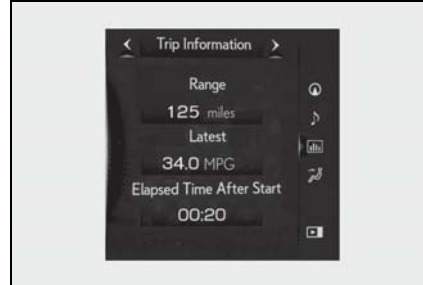 Trip Information
Range
125 miles
Latest
34.0 MPG
Elapsed Time After Start
00:20